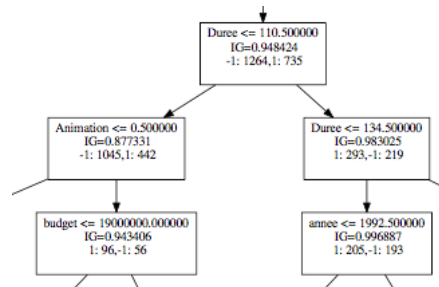 Duree <= 110.500000
IG=0.948424
-1: 1264,1: 735
Animation <= 0.500000
IG=0.877331
-1: 1045,1: 442
Duree <= 134.500000
IG=0.983025
1: 293,-1: 219
budget <= 19000000.000000
IG=0.943406
1: 96,-1: 56
annee <= 1992.500000
IG=0.996887
1: 205,-1: 193